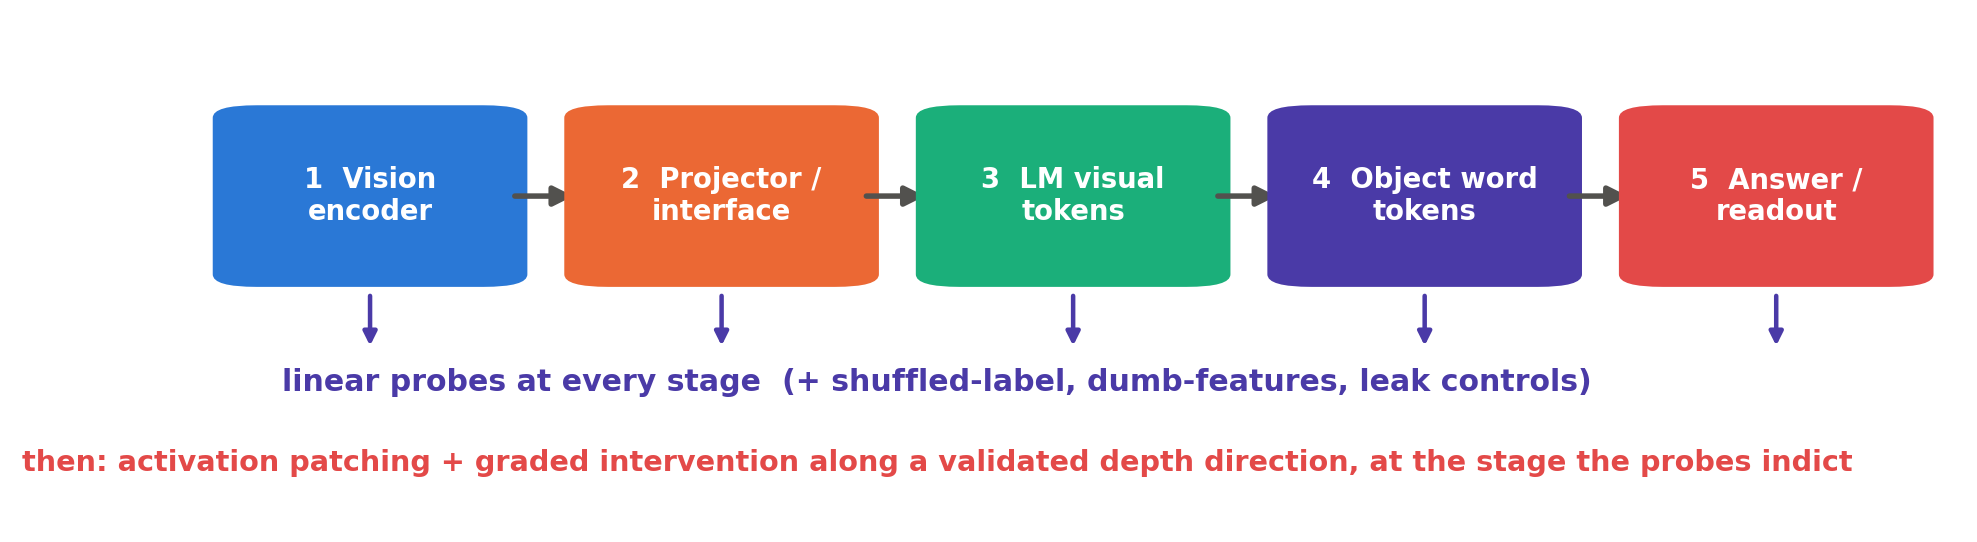 1  Vision
encoder
2  Projector /
interface
3  LM visual
tokens
4  Object word
tokens
5  Answer /
readout
linear probes at every stage  (+ shuffled-label, dumb-features, leak controls)
then: activation patching + graded intervention along a validated depth direction, at the stage the probes indict